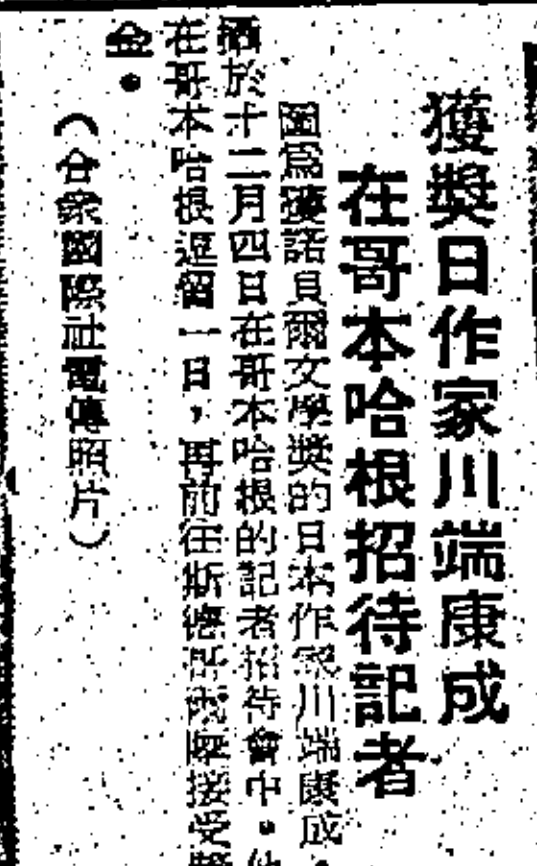 獲獎日作家川端康成
在哥本哈根招待記者
圖爲獲諾貝爾文學獎的日本作家川端康成,
攝於十二月四日在哥本哈根的記者招待會中。他
在哥本哈根逗留一日,再前往斯德哥爾摩接受獎
金。
(合衆國際社電傳照片)